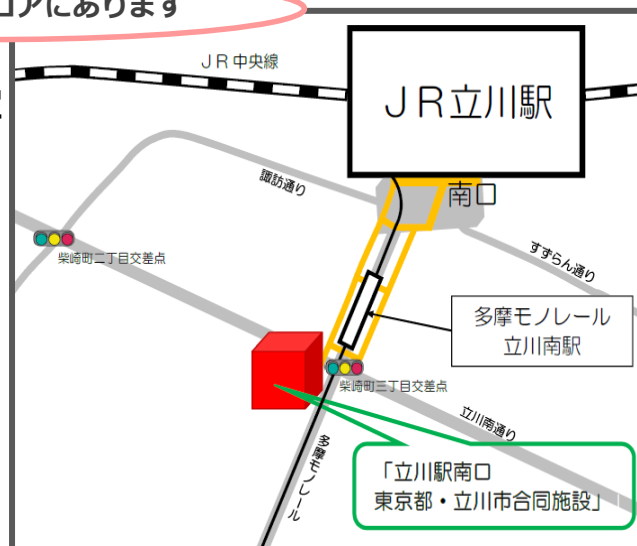 コアにあります
ＪＲ中央線
ＪＲ立川駅
諏訪通り
南口
すずらん通り
柴崎町二丁目交差点
多摩モノレール
立川南駅
柴崎町三丁目交差点
立川南通り
多摩モノレール
「立川駅南口
東京都・立川市合同施設」